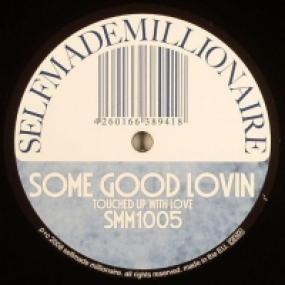 SELFMADEMILLIONAIRE
4260166389418
SOME GOOD LOVIN
TOUCHED UP WITH LOVE
SMM1005
p+c 2008 selfmade millionaire. all rights reserved. made in the E.U.